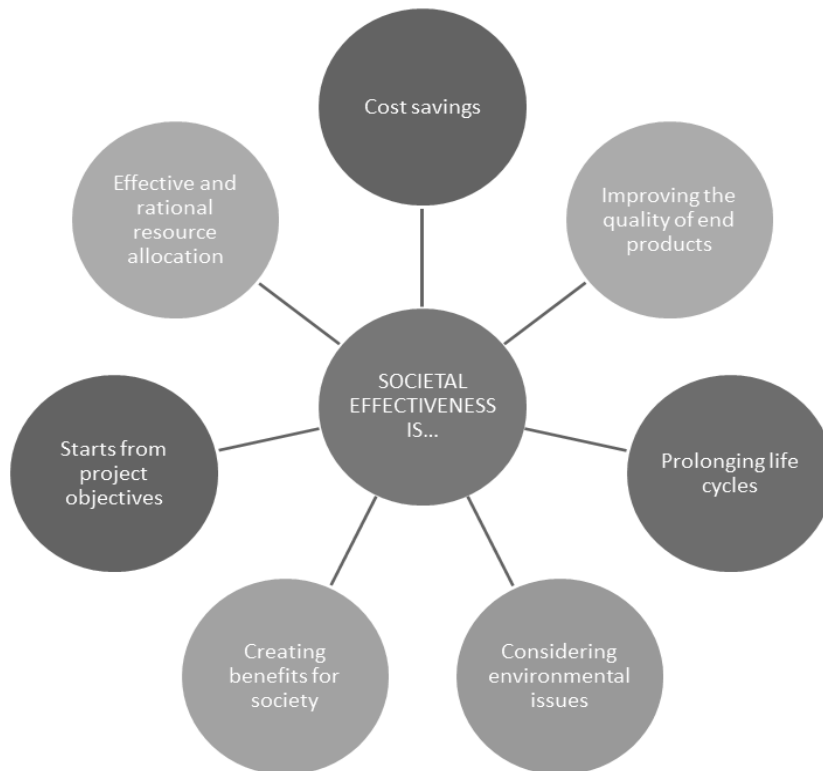 Cost savings
Improving the
quality of end
products
Prolonging life
cycles
Considering
environmental
issues
Creating
benefits for
society
Starts from
project
objectives
Effective and
rational
resource
allocation
SOCIETAL
EFFECTIVENESS
IS...